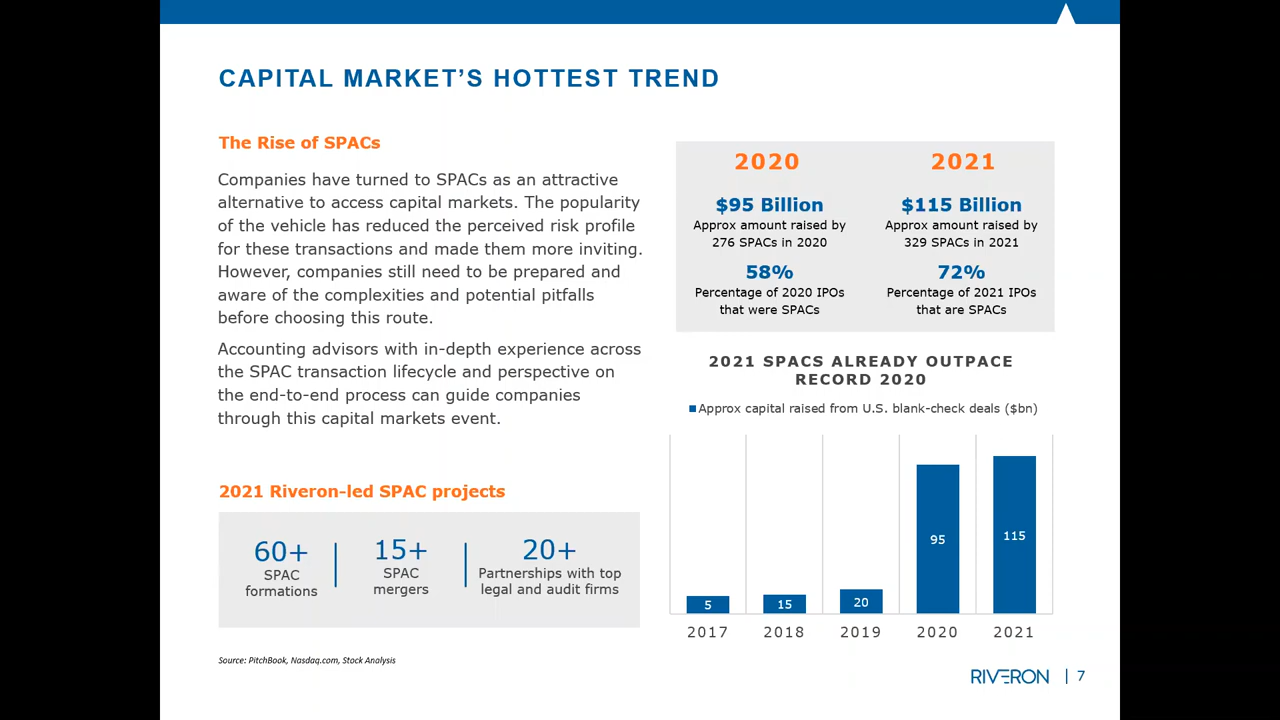 CAPITAL MARKET'S HOTTEST TREND
The Rise of SPACs
Companies have turned to SPACs as an attractive
alternative to access capital markets. The popularity
of the vehicle has reduced the perceived risk profile
for these transactions and made them more inviting.
However, companies still need to be prepared and
aware of the complexities and potential pitfalls
before choosing this route.
Accounting advisors with in-depth experience across
the SPAC transaction lifecycle and perspective on
the end-to-end process can guide companies
through this capital markets event.
2021 Riveron-led SPAC projects
60+
SPAC
formations
15+
SPAC
mergers
20+
Partnerships with top
legal and audit firms
Source: PitchBook, Nasdaq.com, Stock Analysis
2020
$95 Billion
Approx amount raised by
276 SPACs in 2020
58%
Percentage of 2020 IPOs
that were SPACs
2021
$115 Billion
Approx amount raised by
329 SPACs in 2021
72%
Percentage of 2021 IPOs
that are SPACs
2021 SPACS ALREADY OUTPACE
RECORD 2020
Approx capital raised from U.S. blank-check deals ($bn)
5 15 20 95 115
2017 2018 2019 2020 2021
RIVERON | 7